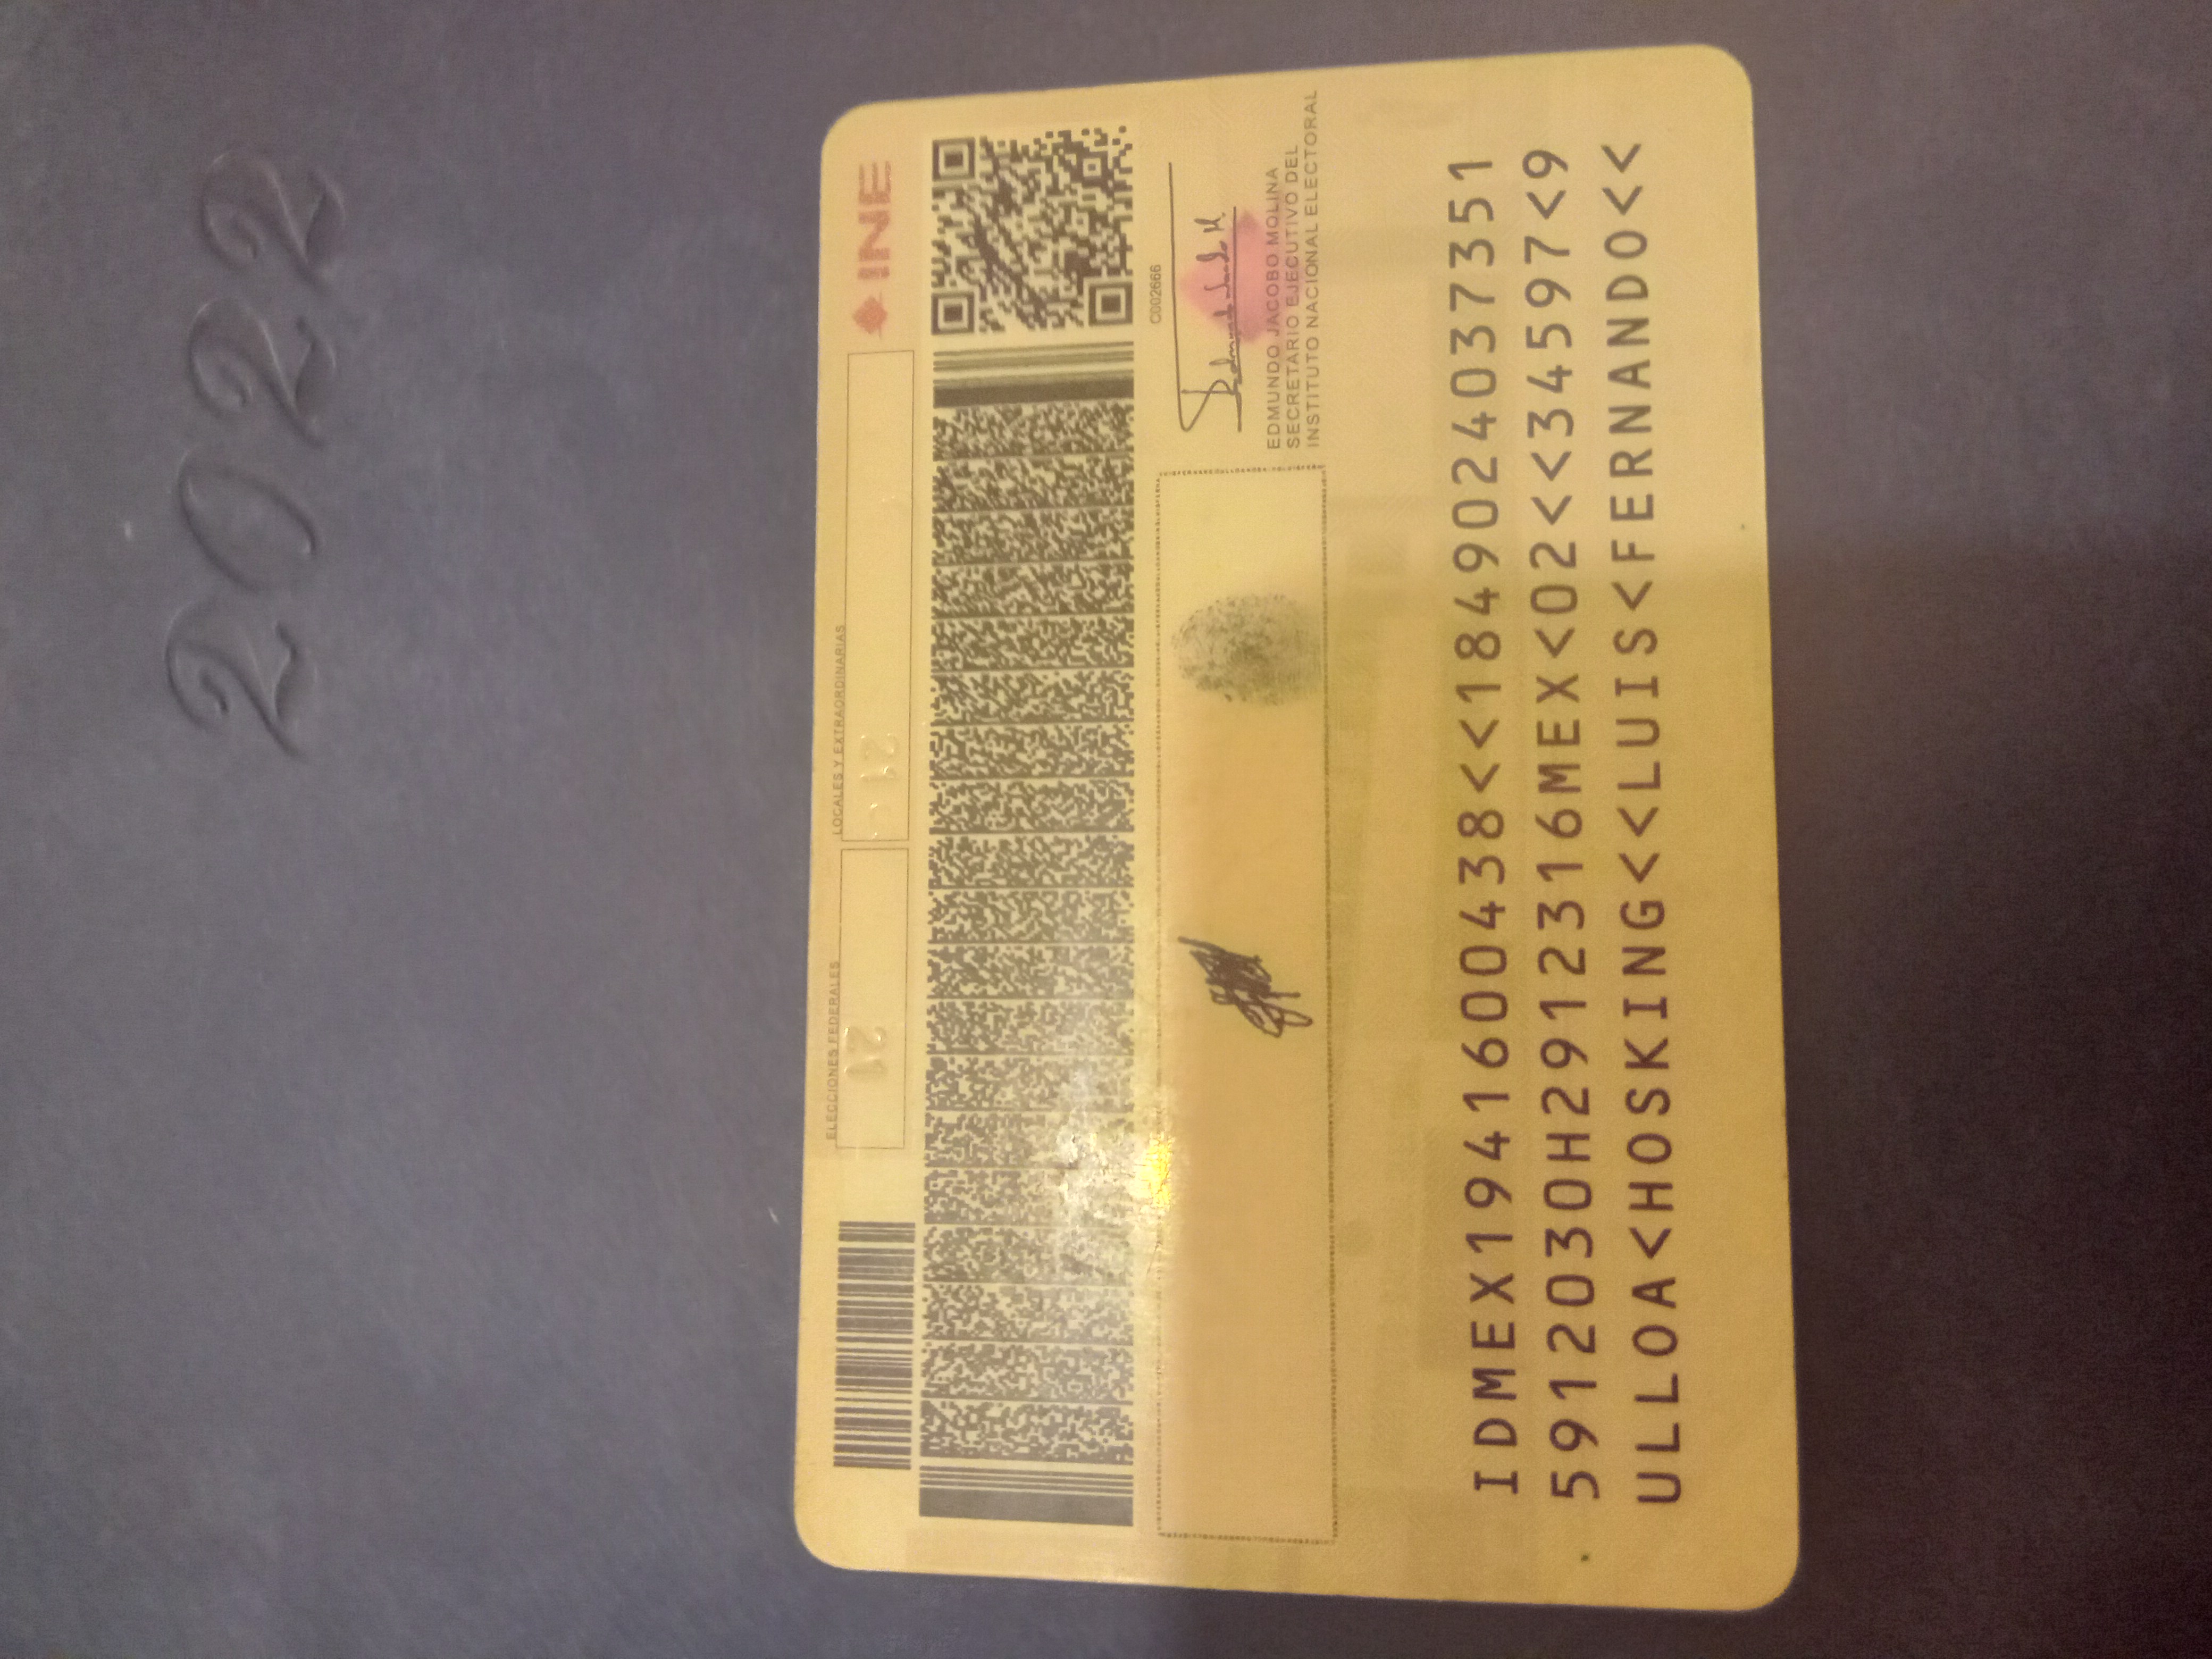 2022
ELECCIONES FEDERALES
LOCALES Y EXTRAORDINARIAS
INE
21
21
C002666
EDMUNDO JACOBO MOLINA
SECRETARIO EJECUTIVO DEL
INSTITUTO NACIONAL ELECTORAL
IDMEX1941600438<<1849024037351
5912030H2912316MEX<02<<34597<9
ULLOA<HOSKING<<LUIS<FERNANDO<<